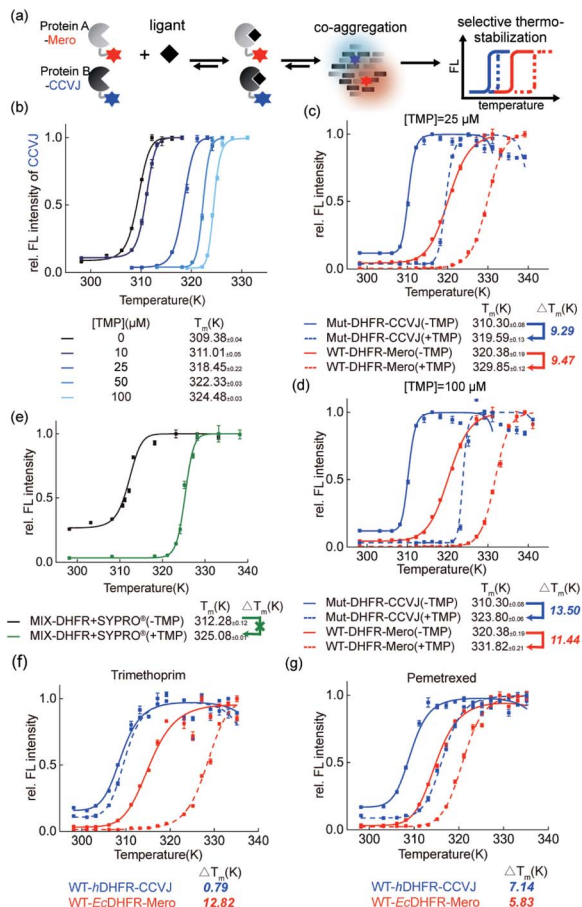 (a)
Protein A
-Mero
ligant
co-aggregation
selective thermo-
stabilization
Protein B
-CCVJ
FL
temperature
(b)
rel. FL intensity of CCVJ
1.0
0.5
0.0
300 310 320 330
Temperature(K)
[TMP](μM) Tm(K)
0 309.38±0.04
10 311.01±0.05
25 318.45±0.22
50 322.33±0.03
100 324.48±0.03
(c)
[TMP]=25 μM
rel. FL intensity
1.0
0.5
0.0
300 310 320 330 340
Temperature(K)
Tm(K) △Tm(K)
Mut-DHFR-CCVJ(-TMP) 310.30±0.08
9.29
Mut-DHFR-CCVJ(+TMP) 319.59±0.13
WT-DHFR-Mero(-TMP) 320.38±0.19
9.47
WT-DHFR-Mero(+TMP) 329.85±0.12
(d)
[TMP]=100 μM
rel. FL intensity
1.0
0.5
0.0
300 310 320 330 340
Temperature(K)
Tm(K) △Tm(K)
Mut-DHFR-CCVJ(-TMP) 310.30±0.08
13.50
Mut-DHFR-CCVJ(+TMP) 323.80±0.06
WT-DHFR-Mero(-TMP) 320.38±0.19
11.44
WT-DHFR-Mero(+TMP) 331.82±0.21
(e)
rel. FL intensity
1.0
0.5
0.0
300 310 320 330 340
Temperature(K)
Tm(K) △Tm(K)
MIX-DHFR+SYPRO®(-TMP) 312.28±0.12
MIX-DHFR+SYPRO®(+TMP) 325.08±0.01
(f)
Trimethoprim
rel. FL intensity
1.0
0.5
0.0
300 310 320 330 340
Temperature(K)
△Tm(K)
WT-hDHFR-CCVJ 0.79
WT-EcDHFR-Mero 12.82
(g)
Pemetrexed
rel. FL intensity
1.0
0.5
0.0
300 310 320 330 340
Temperature(K)
△Tm(K)
WT-hDHFR-CCVJ 7.14
WT-EcDHFR-Mero 5.83